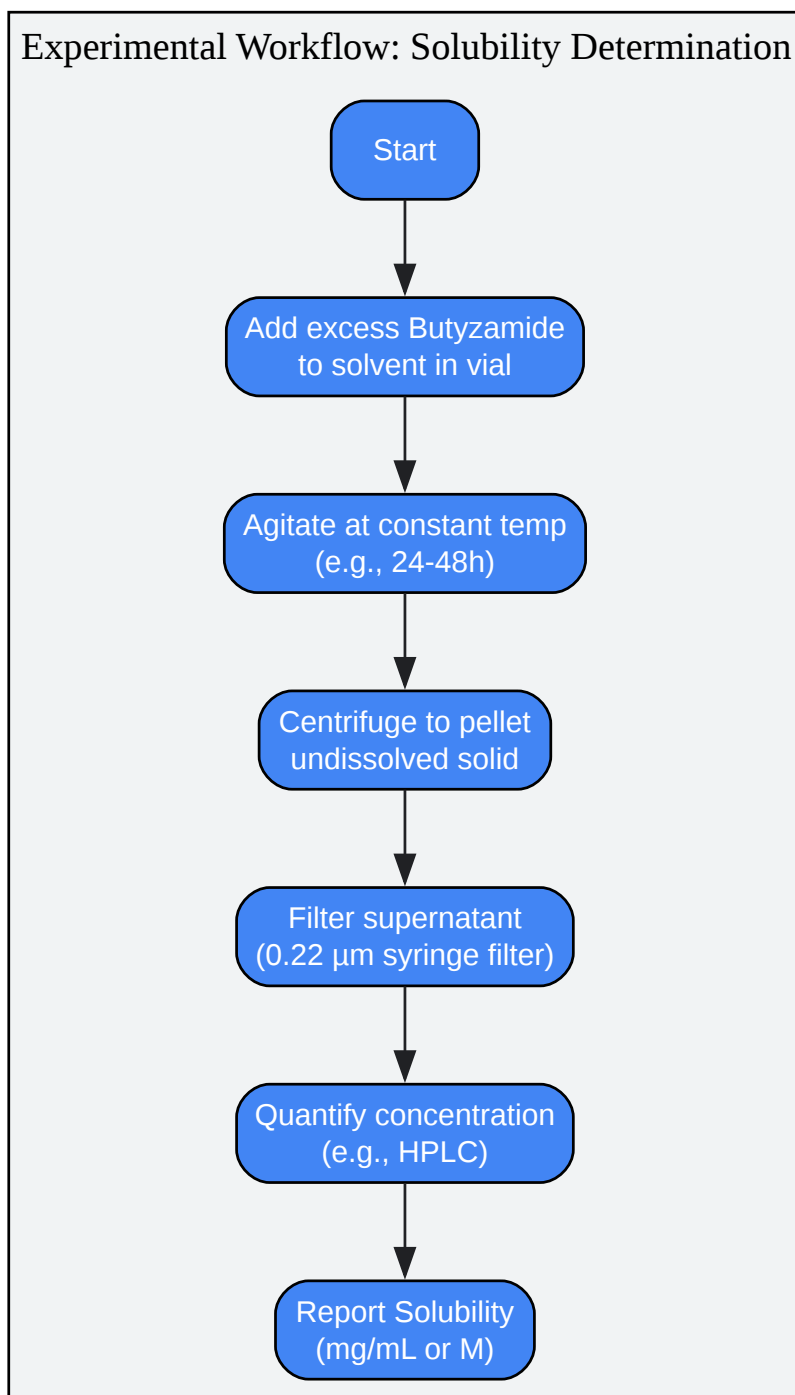 Experimental Workflow: Solubility Determination
Start
Add excess Butyzamide
to solvent in vial
Agitate at constant temp
(e.g., 24-48h)
Centrifuge to pellet
undissolved solid
Filter supernatant
(0.22 µm syringe filter)
Quantify concentration
(e.g., HPLC)
Report Solubility
(mg/mL or M)